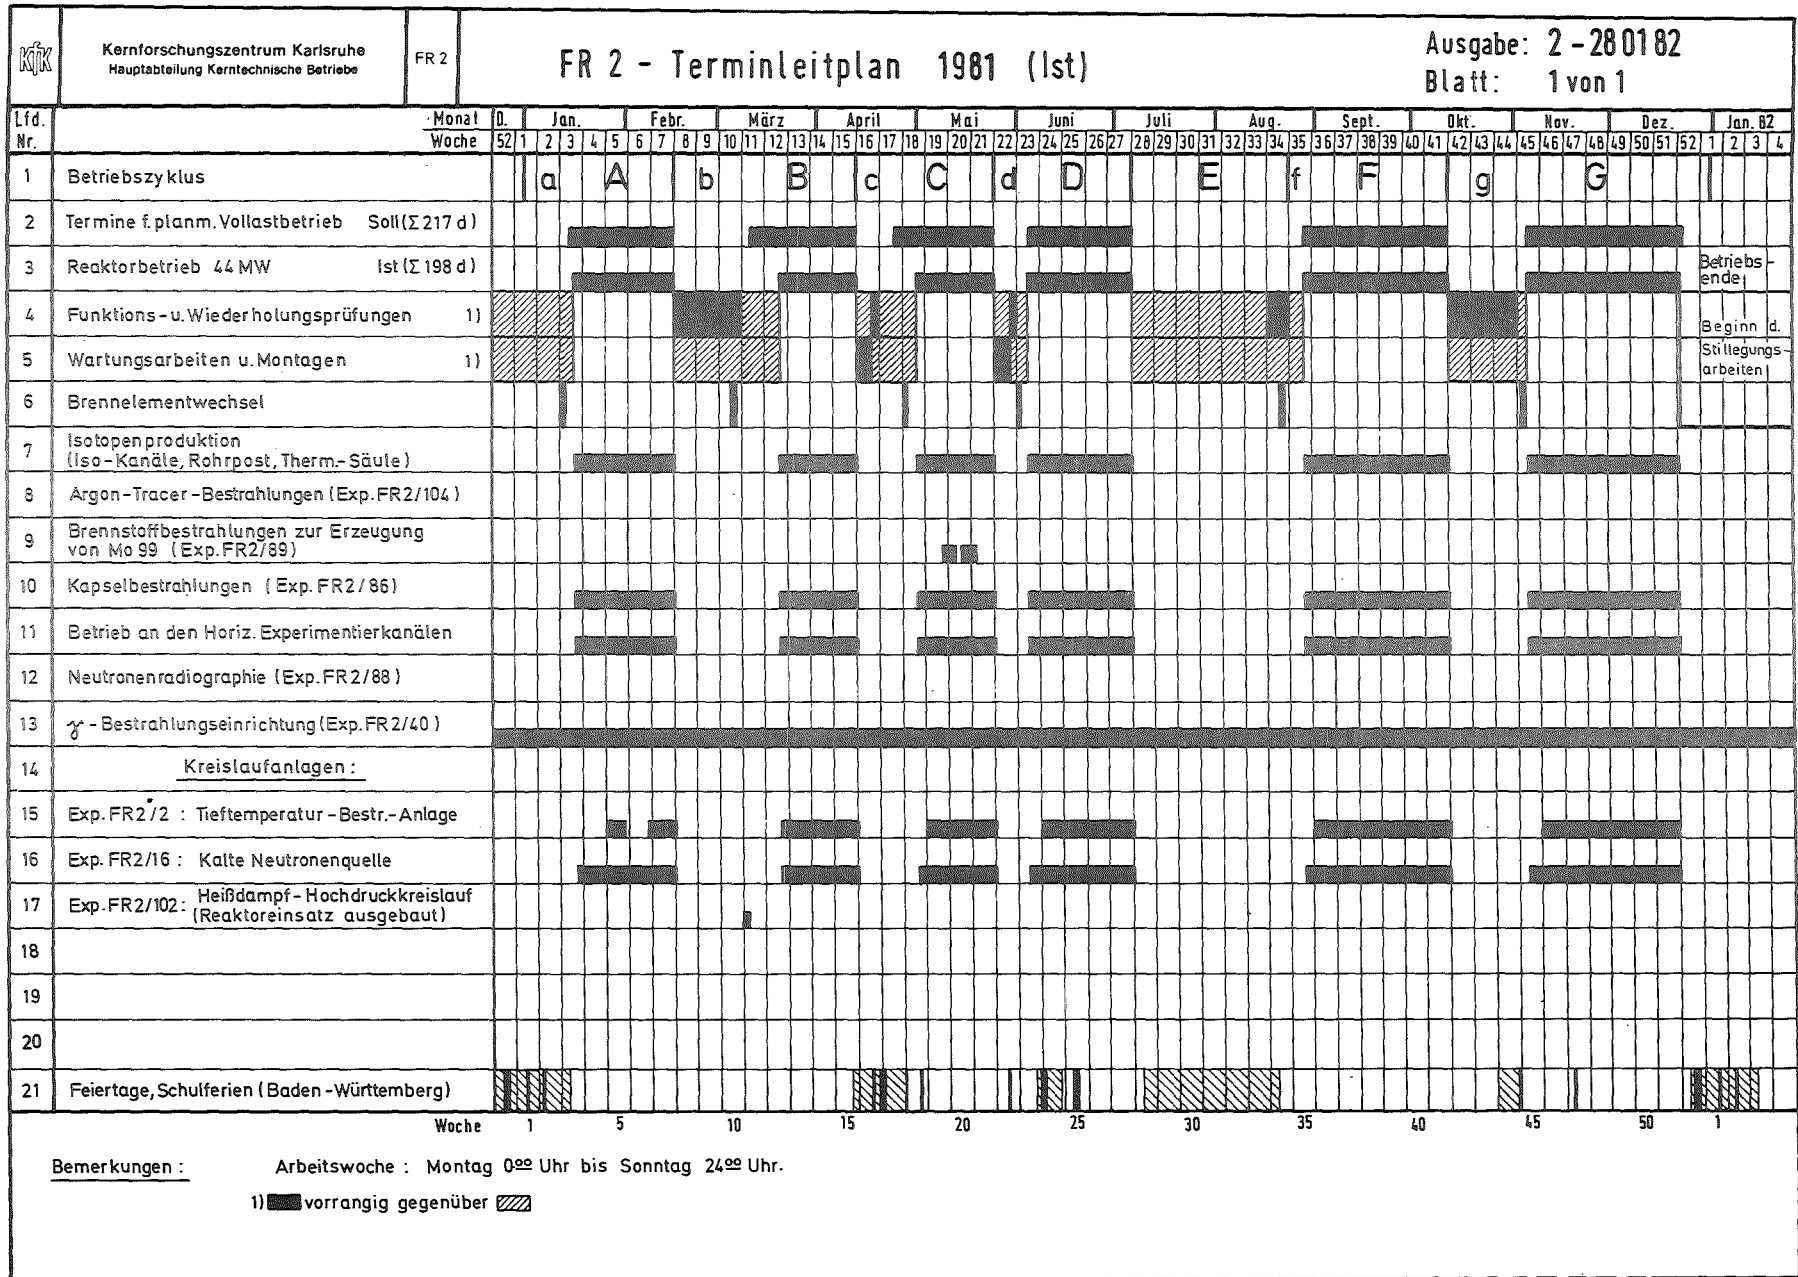 KfK
Kernforschungszentrum Karlsruhe
Hauptabteilung Kerntechnische Betriebe
FR 2
FR 2 - Terminleitplan 1981 (Ist)
Ausgabe: 2 - 28 01 82
Blatt: 1 von 1
Lfd. Nr.
Monat D. Jan. Febr. März April Mai Juni Juli Aug. Sept. Okt. Nov. Dez. Jan. 82
Woche 52 1 2 3 4 5 6 7 8 9 10 11 12 13 14 15 16 17 18 19 20 21 22 23 24 25 26 27 28 29 30 31 32 33 34 35 36 37 38 39 40 41 42 43 44 45 46 47 48 49 50 51 52 1 2 3 4
1 Betriebszyklus a A b B c C d D E f F g G
2 Termine f. planm. Vollastbetrieb Soll (Σ 217 d)
3 Reaktorbetrieb 44 MW Ist (Σ 198 d)
Betriebs-
ende
4 Funktions- u. Wiederholungsprüfungen 1)
Beginn d.
5 Wartungsarbeiten u. Montagen 1)
Stillegungs-
arbeiten
6 Brennelementwechsel
7 Isotopenproduktion
(Iso-Kanäle, Rohrpost, Therm.-Säule)
8 Argon-Tracer-Bestrahlungen (Exp. FR2/104)
9 Brennstoffbestrahlungen zur Erzeugung
von Mo 99 (Exp. FR2/89)
10 Kapselbestrahlungen (Exp. FR2/86)
11 Betrieb an den Horiz. Experimentierkanälen
12 Neutronenradiographie (Exp. FR2/88)
13 γ-Bestrahlungseinrichtung (Exp. FR2/40)
14 Kreislaufanlagen:
15 Exp. FR2/2 : Tieftemperatur-Bestr.-Anlage
16 Exp. FR2/16 : Kalte Neutronenquelle
17 Exp. FR2/102: Heißdampf-Hochdruckkreislauf
(Reaktoreinsatz ausgebaut)
18
19
20
21 Feiertage, Schulferien (Baden-Württemberg)
Woche 1 5 10 15 20 25 30 35 40 45 50 1
Bemerkungen : Arbeitswoche : Montag 0⁰⁰ Uhr bis Sonntag 24⁰⁰ Uhr.
1) vorrangig gegenüber